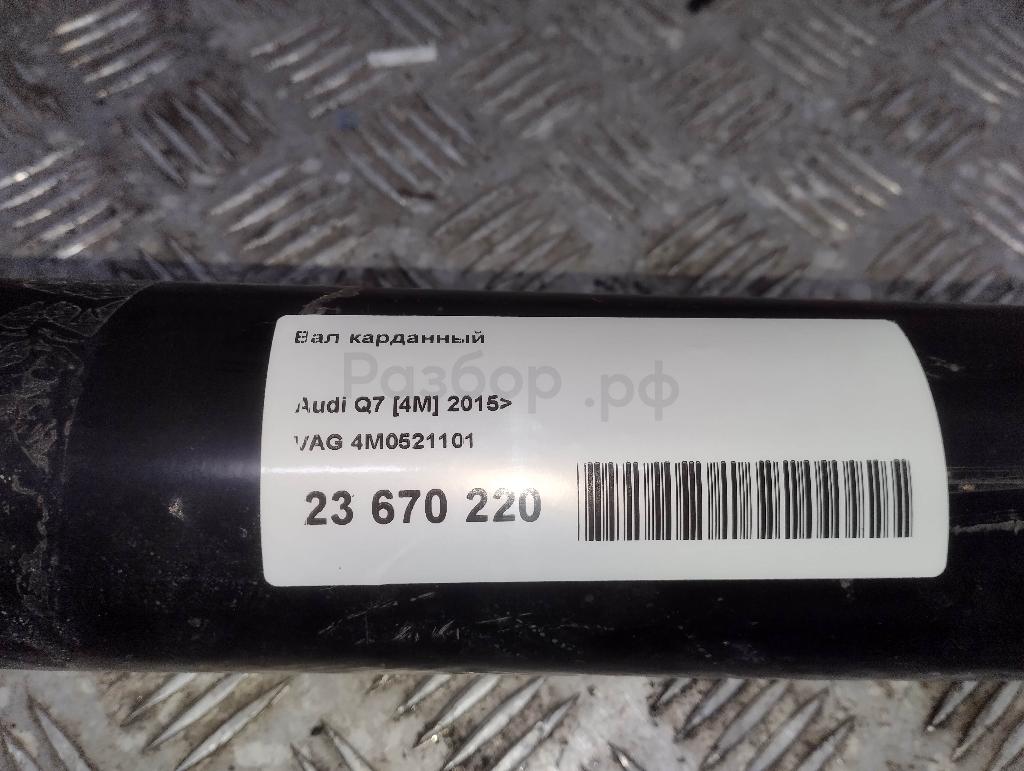 Вал карданный
Разбор.рф
Audi Q7 [4M] 2015>
VAG 4M0521101
23 670 220